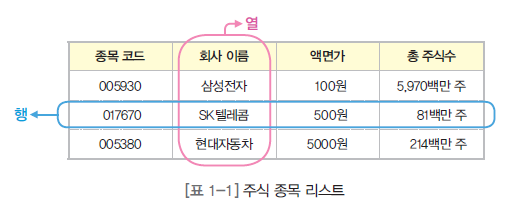 열
종목 코드 회사 이름 액면가 총 주식수
005930 삼성전자 100원 5,970백만 주
행 017670 SK텔레콤 500원 81백만 주
005380 현대자동차 5000원 214백만 주
[표 1-1] 주식 종목 리스트